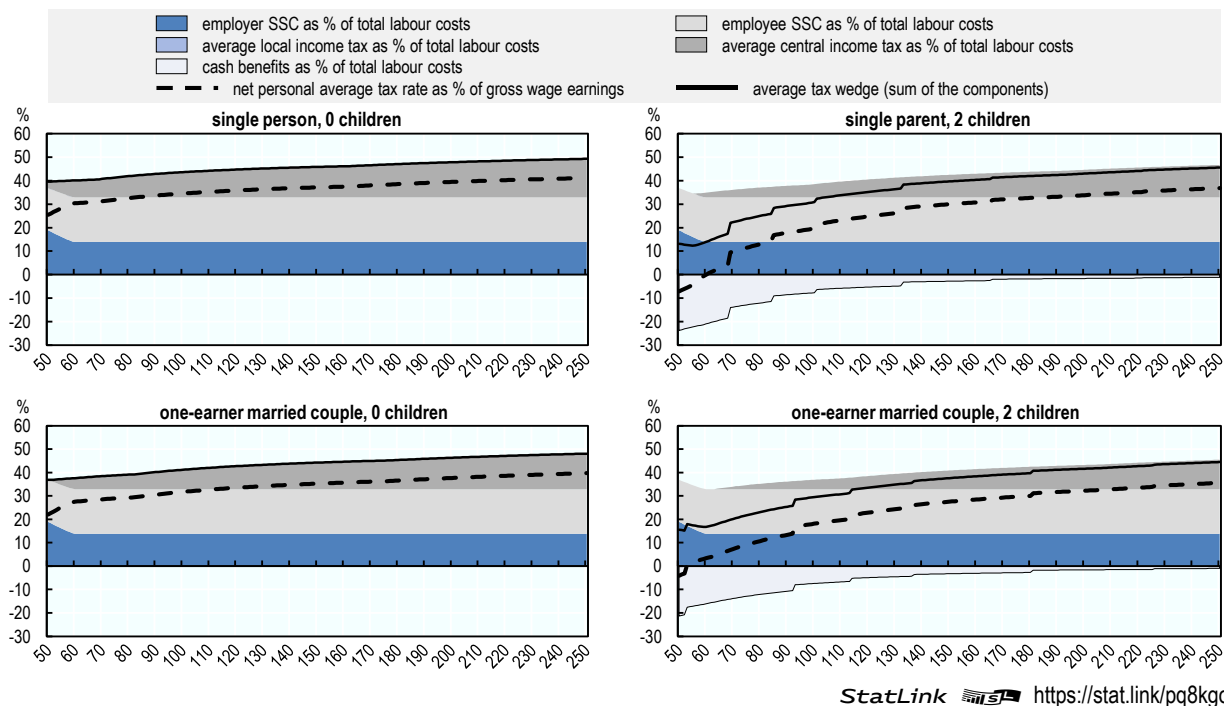 employer SSC as % of total labour costs
employee SSC as % of total labour costs
average local income tax as % of total labour costs
average central income tax as % of total labour costs
cash benefits as % of total labour costs
net personal average tax rate as % of gross wage earnings
average tax wedge (sum of the components)
%
single person, 0 children
60
50
40
30
20
10
0
-10
-20
-30
50 60 70 80 90 100 110 120 130 140 150 160 170 180 190 200 210 220 230 240 250
%
single parent, 2 children
60
50
40
30
20
10
0
-10
-20
-30
50 60 70 80 90 100 110 120 130 140 150 160 170 180 190 200 210 220 230 240 250
%
one-earner married couple, 0 children
60
50
40
30
20
10
0
-10
-20
-30
50 60 70 80 90 100 110 120 130 140 150 160 170 180 190 200 210 220 230 240 250
%
one-earner married couple, 2 children
60
50
40
30
20
10
0
-10
-20
-30
50 60 70 80 90 100 110 120 130 140 150 160 170 180 190 200 210 220 230 240 250
StatLink https://stat.link/pq8kgo